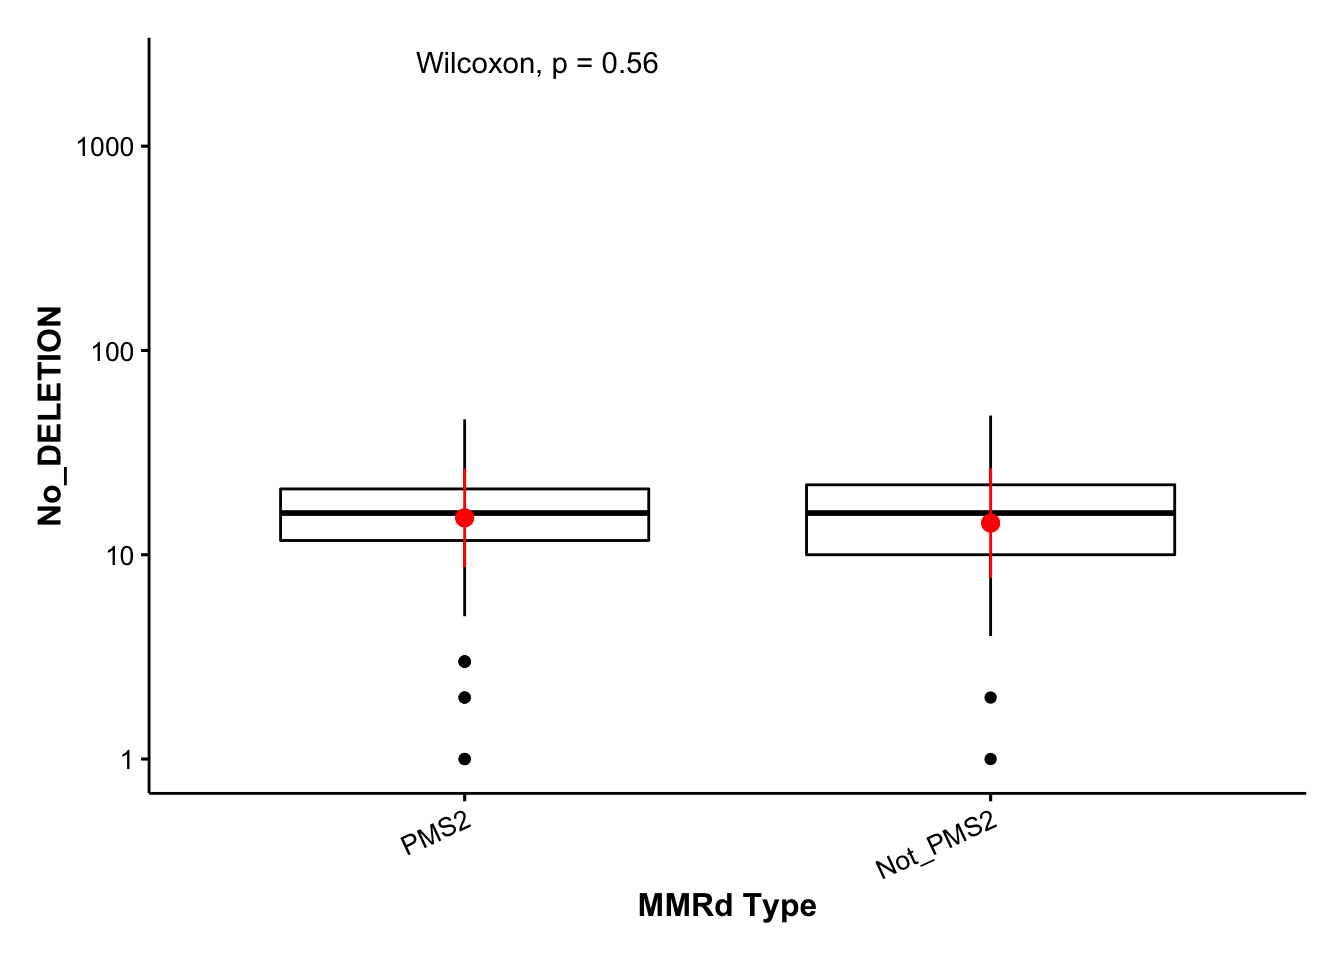 Wilcoxon, p = 0.56
1000
100
10
1
No_DELETION
PMS2
Not_PMS2
MMRd Type